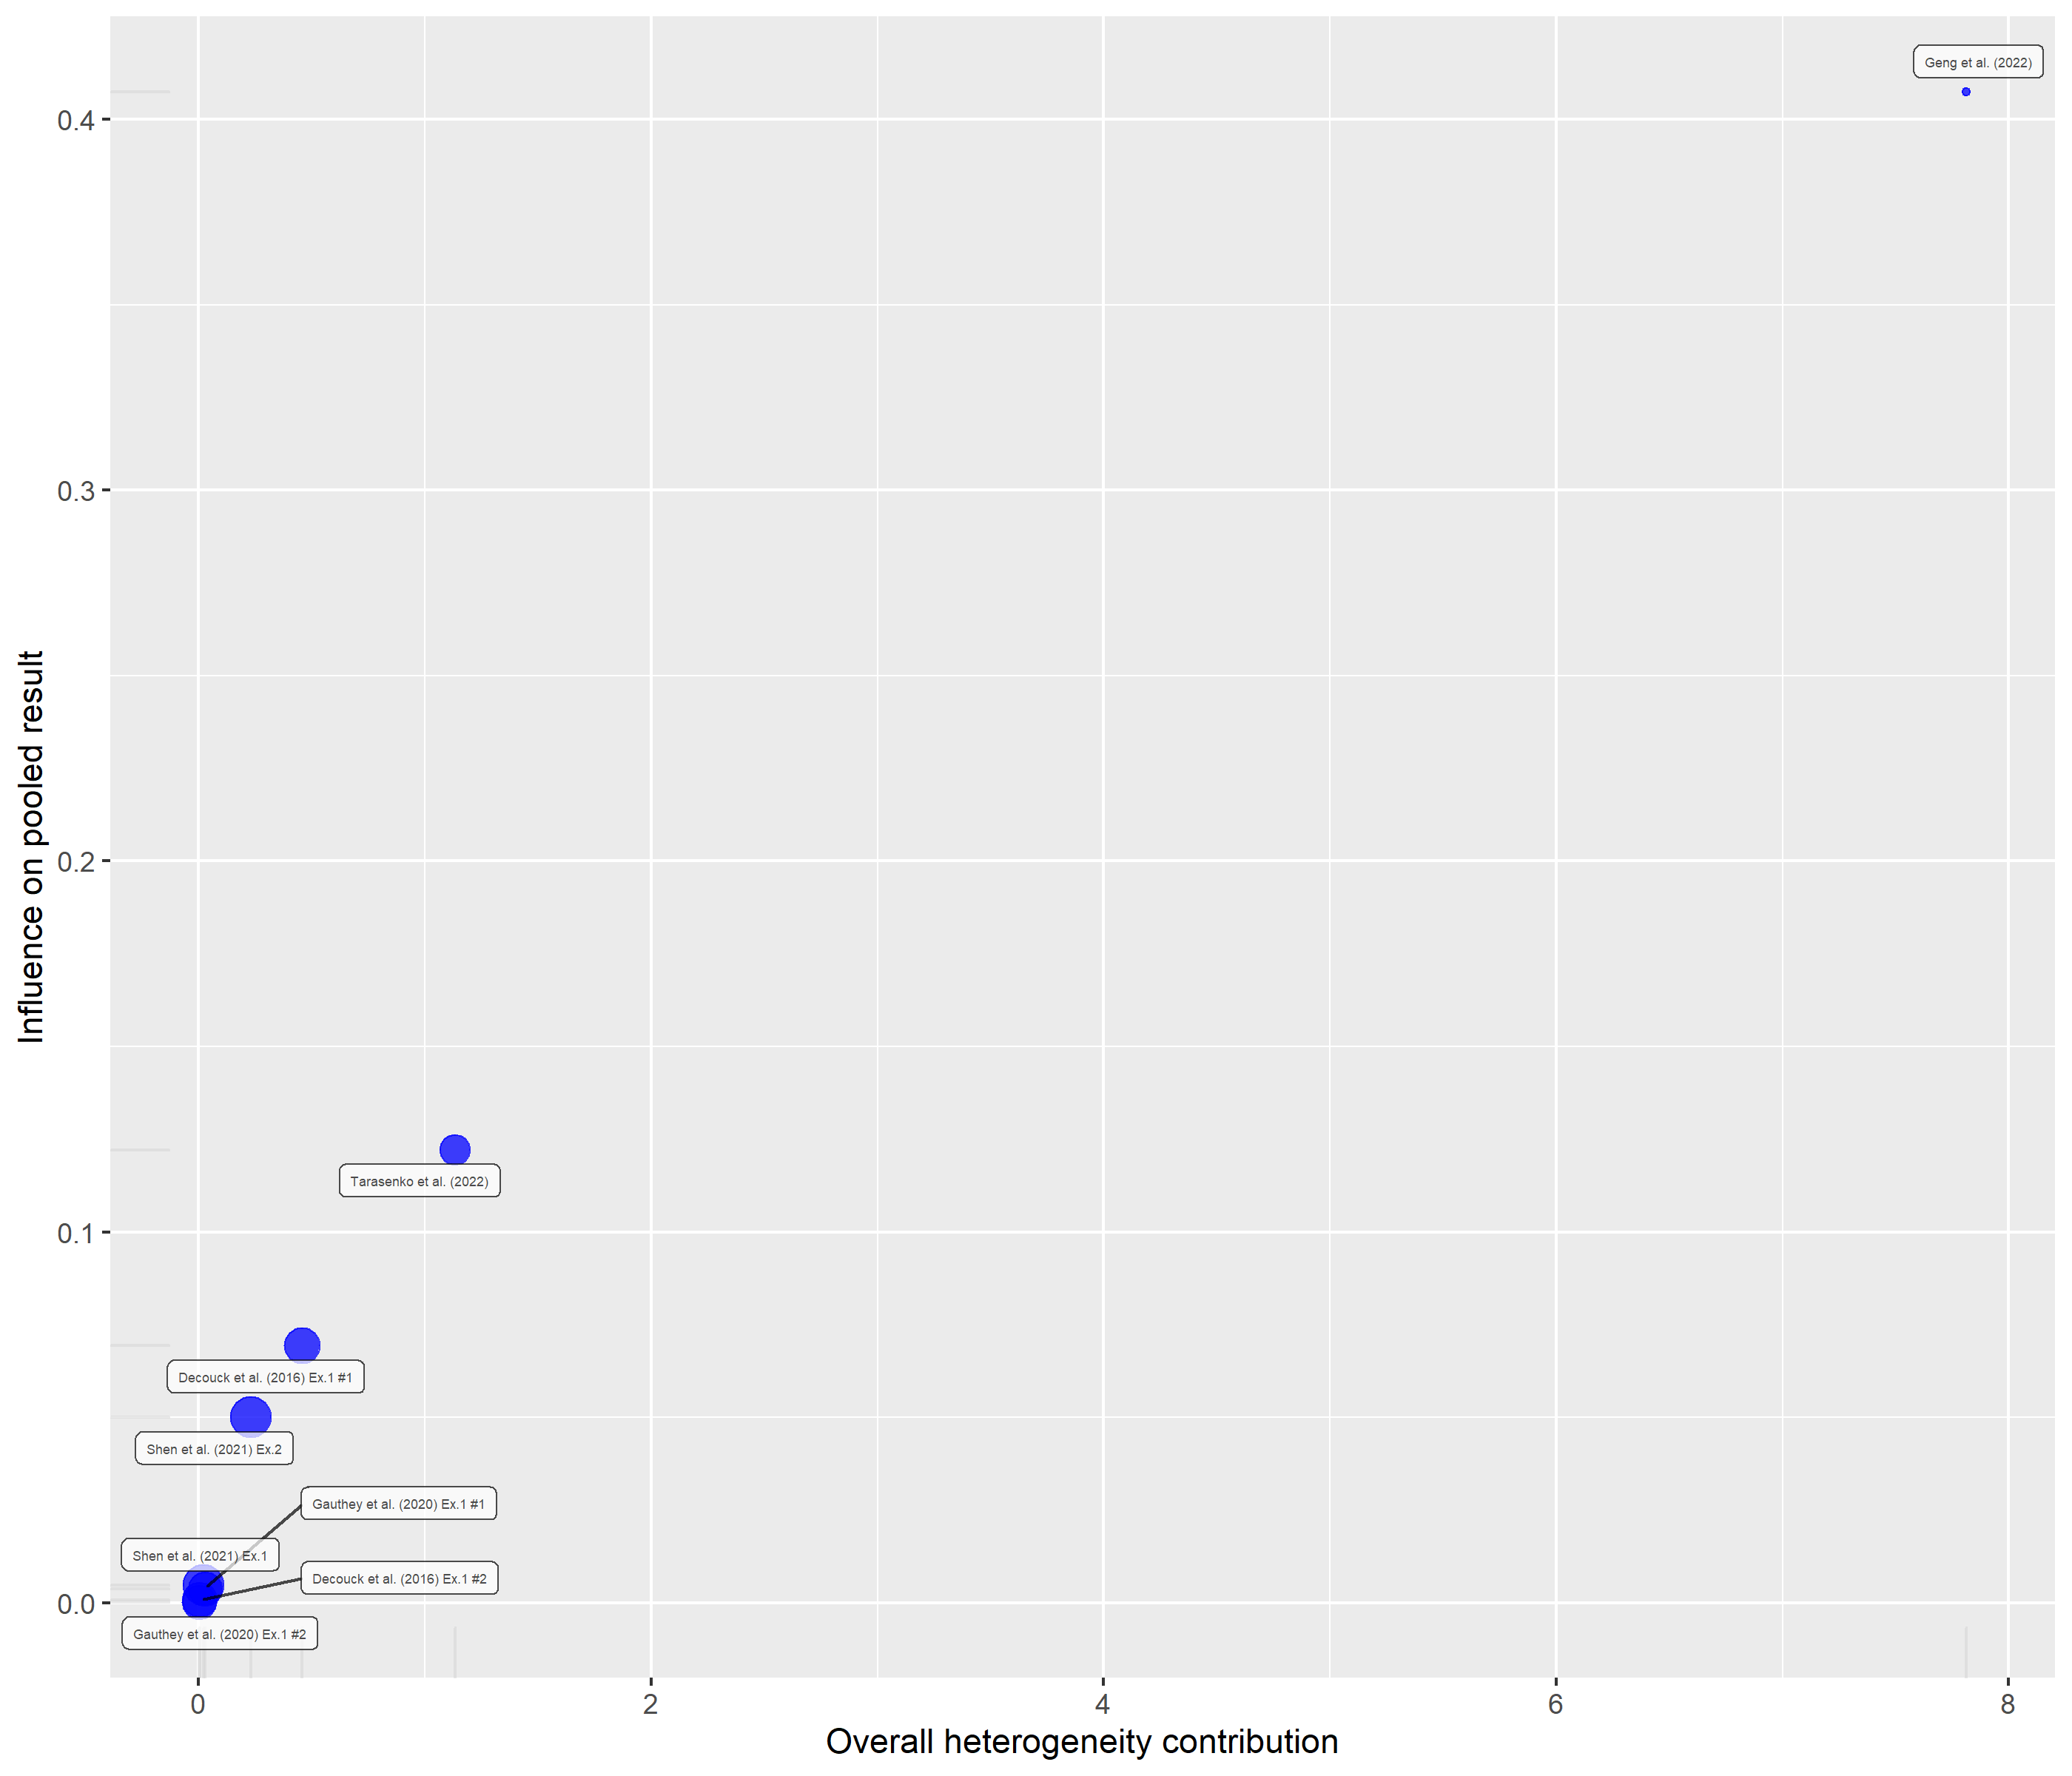 Geng et al. (2022)
0.4
0.3
Influence on pooled result
0.2
Tarasenko et al. (2022)
0.1
Decouck et al. (2016) Ex.1 #1
Shen et al. (2021) Ex.2
Gauthey et al. (2020) Ex.1 #1
Shen et al. (2021) Ex.1
Decouck et al. (2016) Ex.1 #2
0.0
Gauthey et al. (2020) Ex.1 #2
0 2 4 6 8
Overall heterogeneity contribution